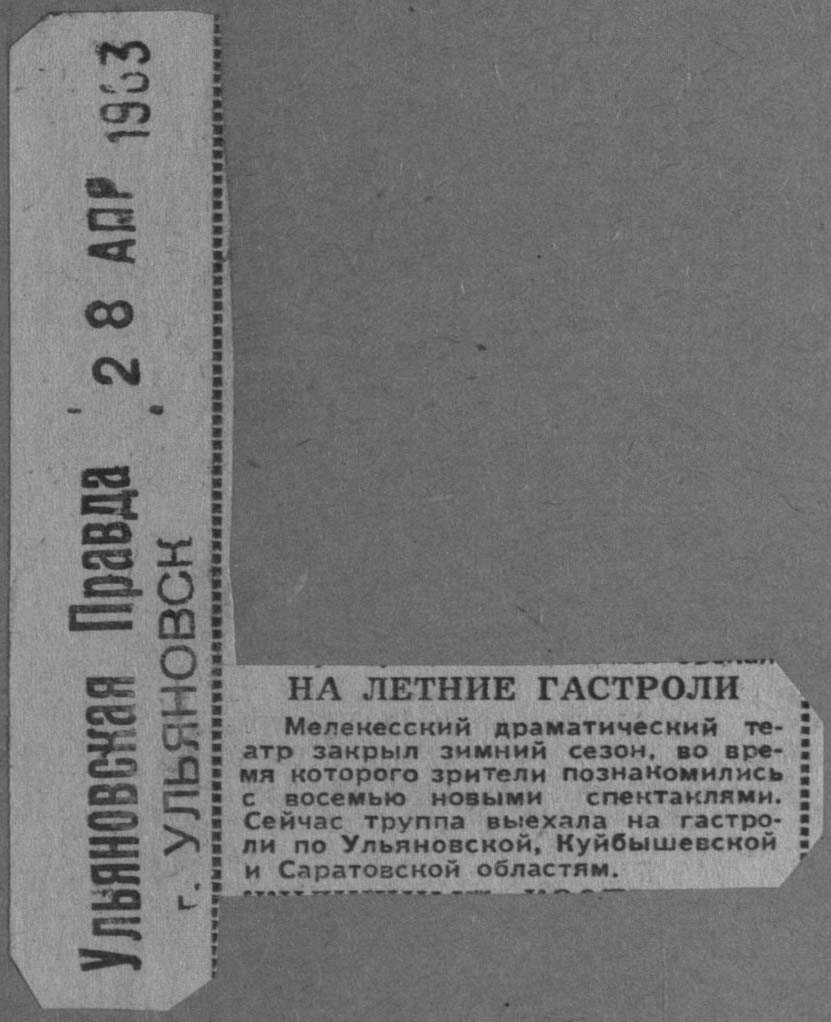 Ульяновская Правда
г. УЛЬЯНОВСК
28 АПР 1963
НА ЛЕТНИЕ ГАСТРОЛИ
Мелекесский драматический те-
атр закрыл зимний сезон, во вре-
мя которого зрители познакомились
с восемью новыми спектаклями.
Сейчас труппа выехала на гастро-
ли по Ульяновской, Куйбышевской
и Саратовской областям.